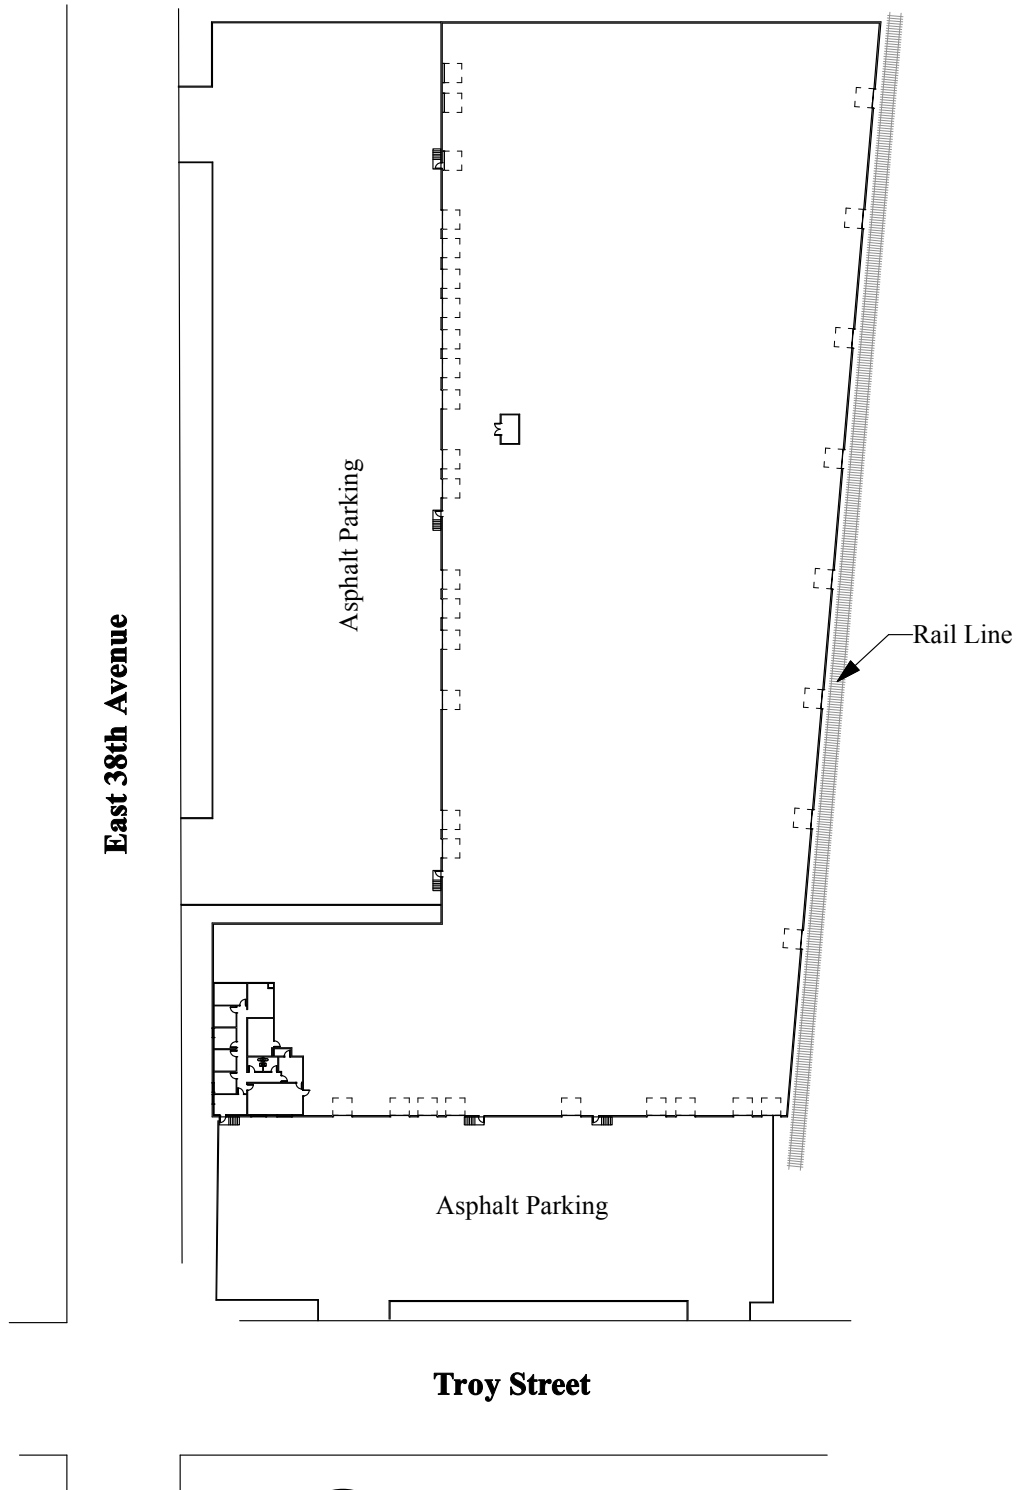 Asphalt Parking
East 38th Avenue
Rail Line
Asphalt Parking
Troy Street